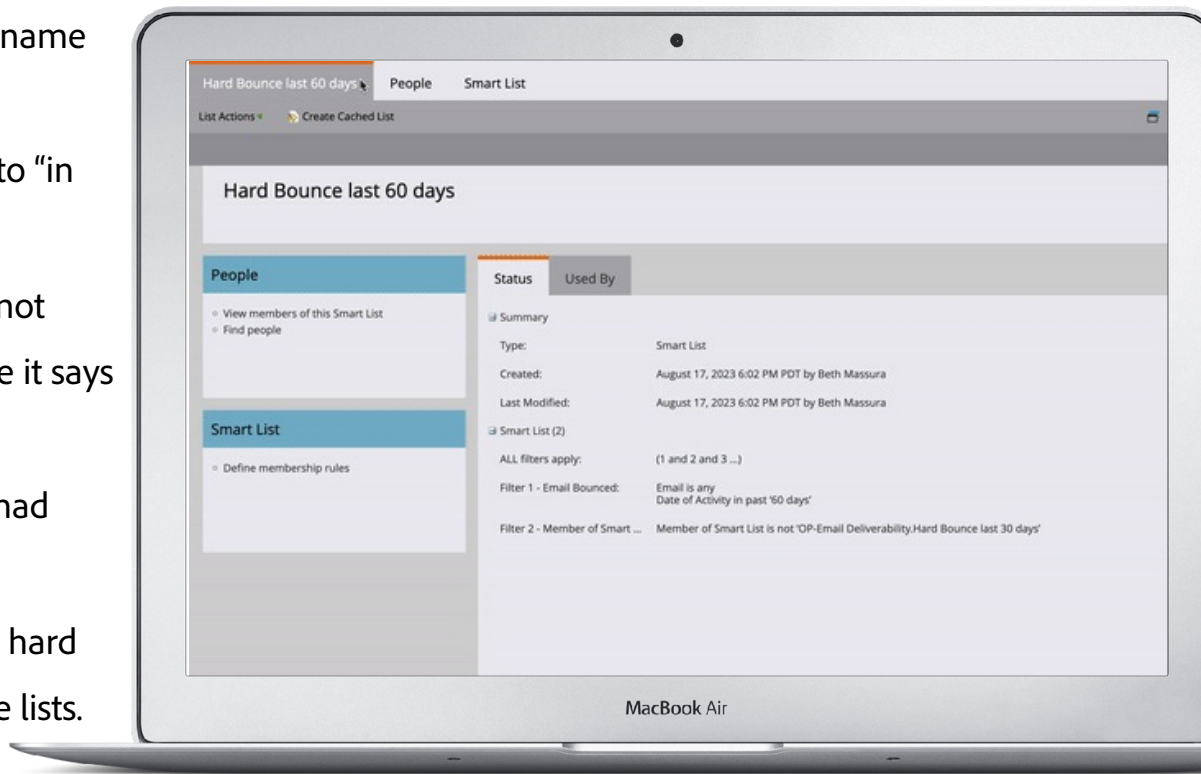 name
to “in
not
e it says
had
hard
e lists.
Hard Bounce last 60 days
People
Smart List
List Actions
Create Cached List
Hard Bounce last 60 days
People
View members of this Smart List
Find people
Smart List
Define membership rules
Status
Used By
Summary
Type: Smart List
Created: August 17, 2023 6:02 PM PDT by Beth Massura
Last Modified: August 17, 2023 6:02 PM PDT by Beth Massura
Smart List (2)
ALL filters apply: (1 and 2 and 3 ...)
Filter 1 - Email Bounced: Email is any
Date of Activity in past '60 days'
Filter 2 - Member of Smart ... Member of Smart List is not 'OP-Email Deliverability.Hard Bounce last 30 days'
MacBook Air